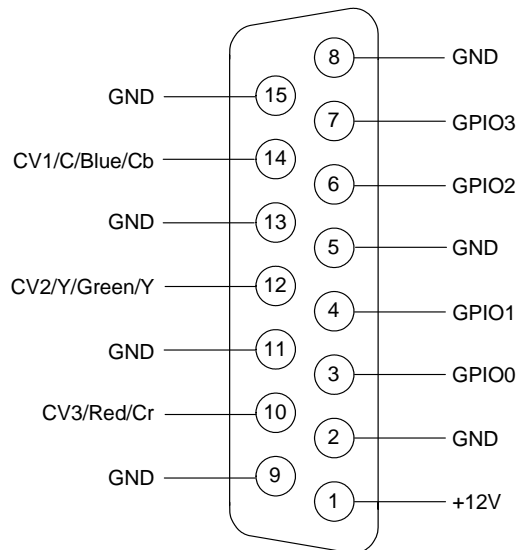 8 GND
GND 15
7 GPIO3
CV1/C/Blue/Cb 14
6 GPIO2
GND 13
5 GND
CV2/Y/Green/Y 12
4 GPIO1
GND 11
3 GPIO0
CV3/Red/Cr 10
2 GND
GND 9
1 +12V